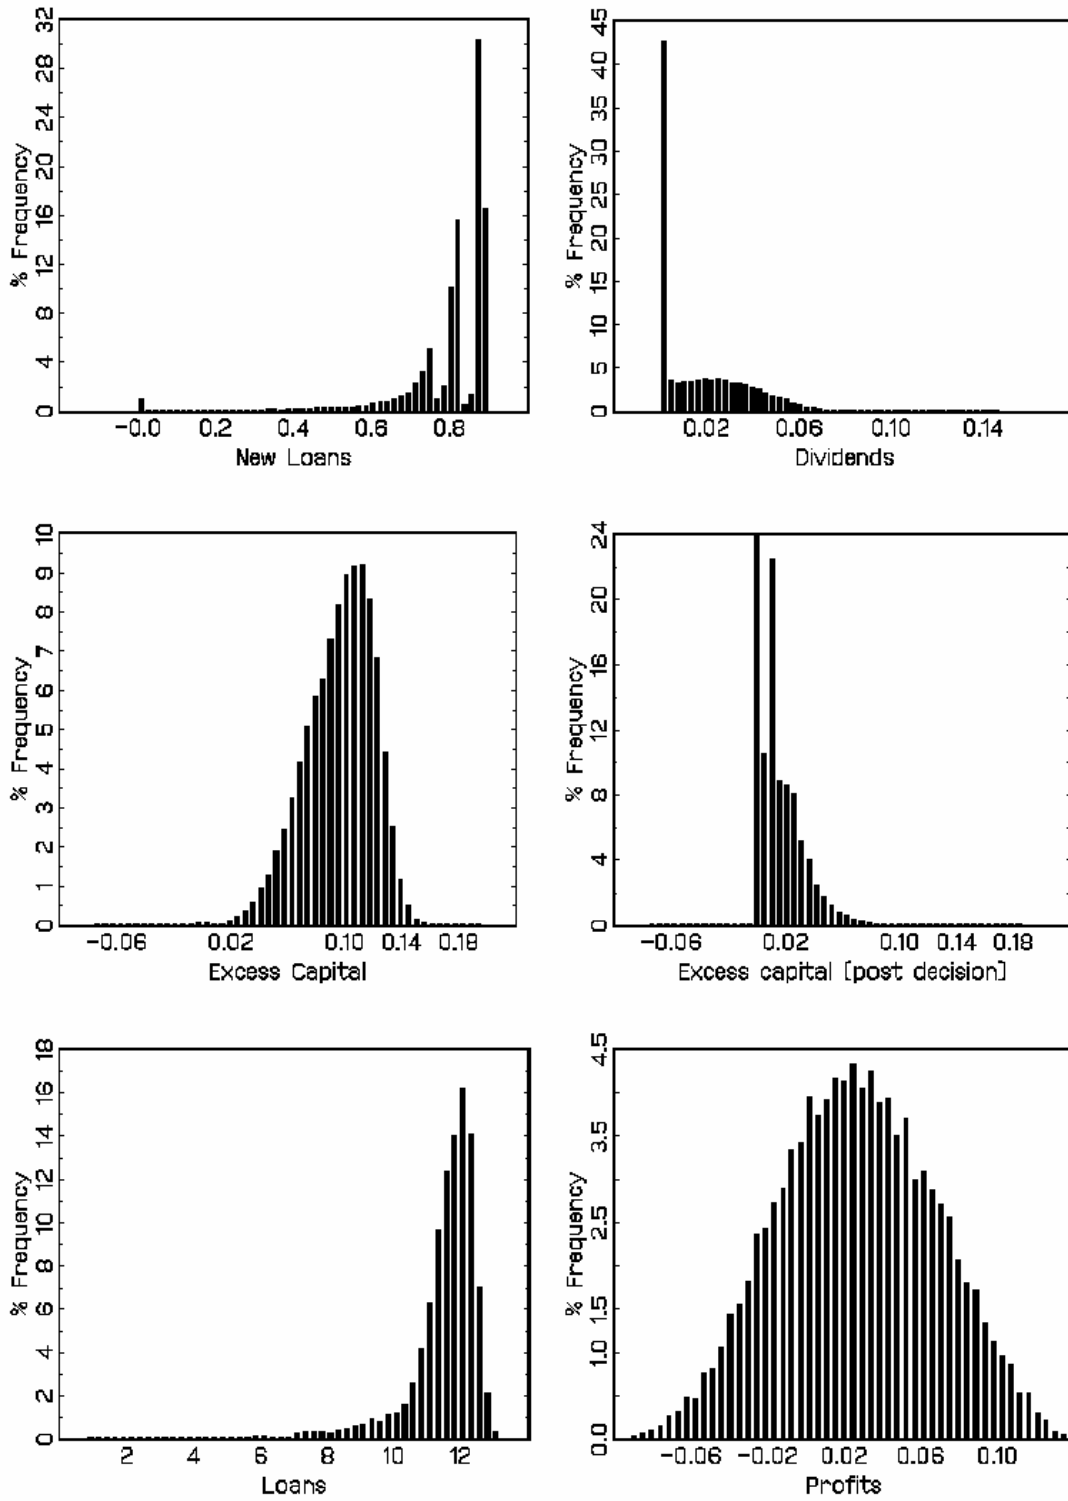 32
28
24
20
16
12
8
4
0
% Frequency
-0.0 0.2 0.4 0.6 0.8
New Loans
45
40
35
30
25
20
15
10
5
0
% Frequency
0.02 0.06 0.10 0.14
Dividends
10
9
8
7
6
5
4
3
2
1
0
% Frequency
-0.06 0.02 0.10 0.14 0.18
Excess Capital
24
20
16
12
8
4
0
% Frequency
-0.06 0.02 0.10 0.14 0.18
Excess capital [post decision]
18
16
14
12
10
8
6
4
2
0
% Frequency
2 4 6 8 10 12
Loans
4.5
3.5
2.5
1.5
1.0
0.0
% Frequency
-0.06 -0.02 0.02 0.06 0.10
Profits